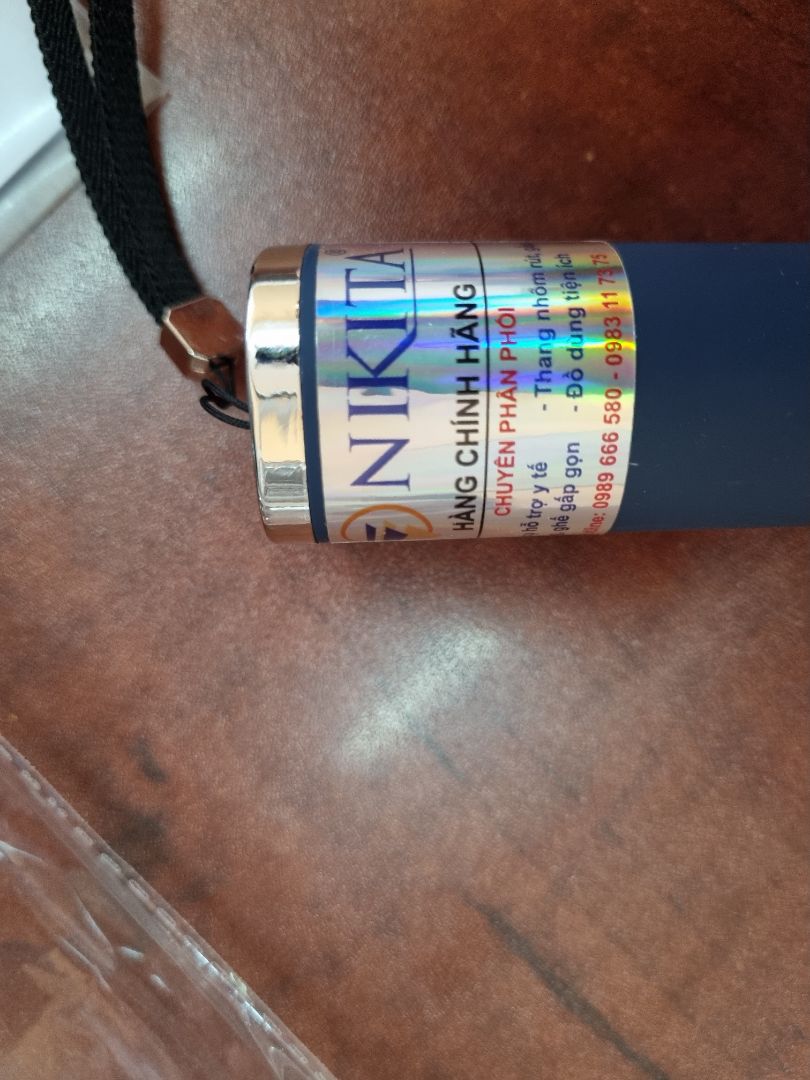 NIKITA®
HÀNG CHÍNH HÃNG
CHUYÊN PHÂN PHỐI
hỗ trợ y tế - Thang nhôm rút,
ghế gấp gọn - Đồ dùng tiện ích
0989 666 580 - 0983 11 73 75